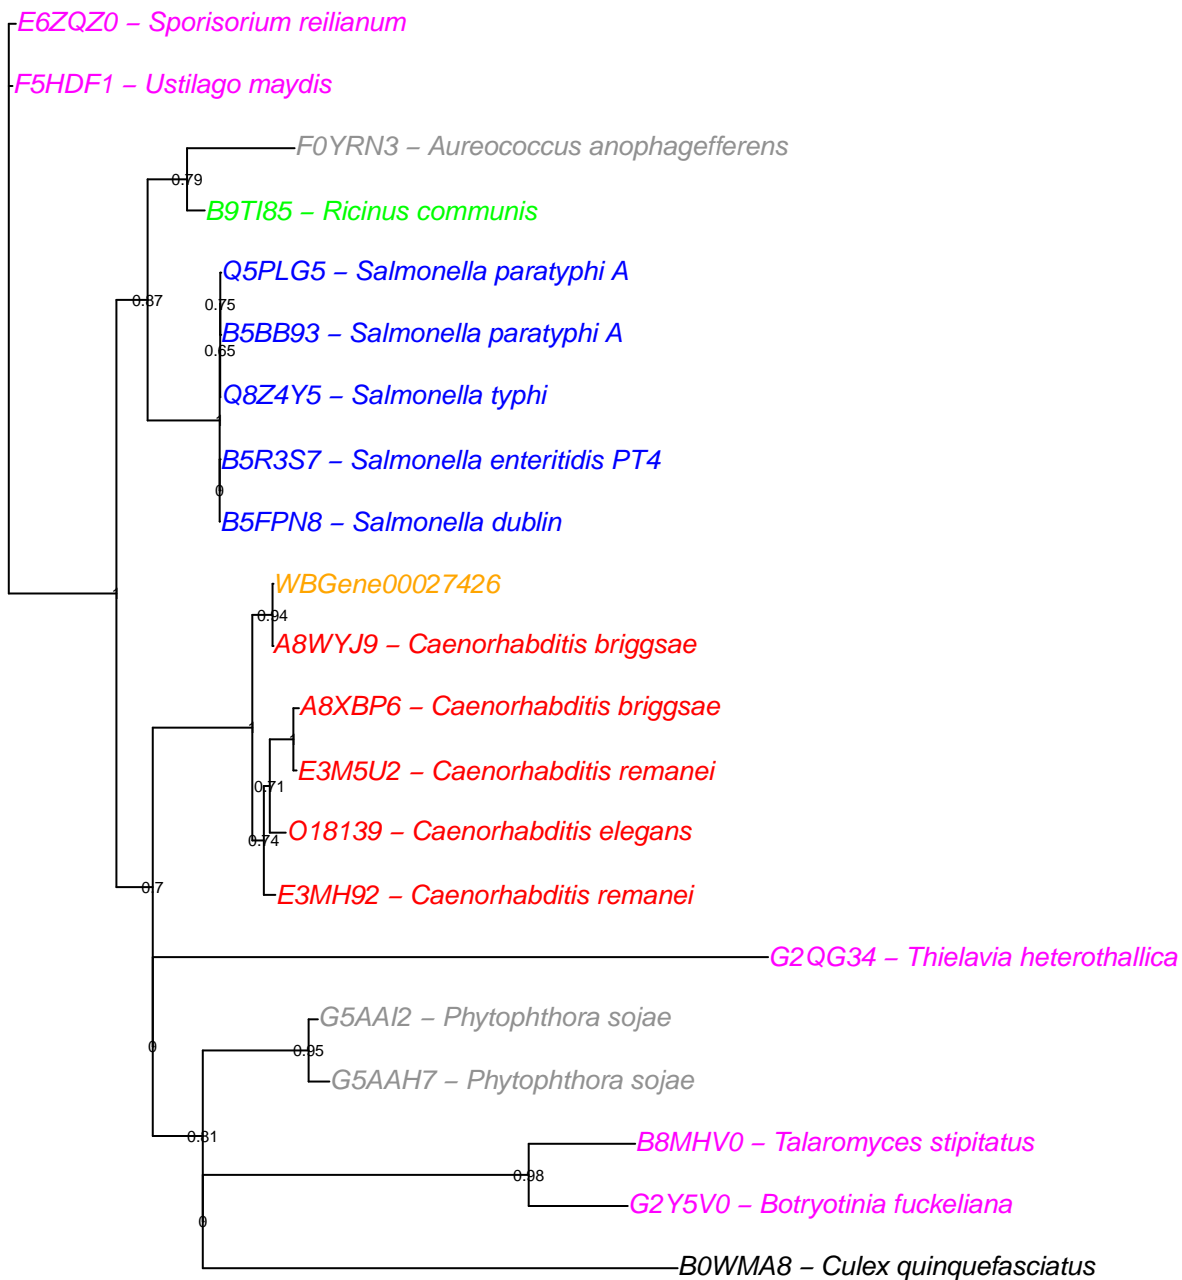 E6ZQZ0 – Sporisorium reilianum
F5HDF1 – Ustilago maydis
F0YRN3 – Aureococcus anophagefferens
0.79
B9TI85 – Ricinus communis
Q5PLG5 – Salmonella paratyphi A
0.87
0.75
B5BB93 – Salmonella paratyphi A
0.65
Q8Z4Y5 – Salmonella typhi
1
B5R3S7 – Salmonella enteritidis PT4
0
B5FPN8 – Salmonella dublin
WBGene00027426
1
0.94
A8WYJ9 – Caenorhabditis briggsae
A8XBP6 – Caenorhabditis briggsae
1
1
E3M5U2 – Caenorhabditis remanei
0.71
O18139 – Caenorhabditis elegans
0.74
0.7
E3MH92 – Caenorhabditis remanei
G2QG34 – Thielavia heterothallica
G5AAI2 – Phytophthora sojae
0
0.95
G5AAH7 – Phytophthora sojae
0.81
B8MHV0 – Talaromyces stipitatus
0.98
G2Y5V0 – Botryotinia fuckeliana
0
B0WMA8 – Culex quinquefasciatus